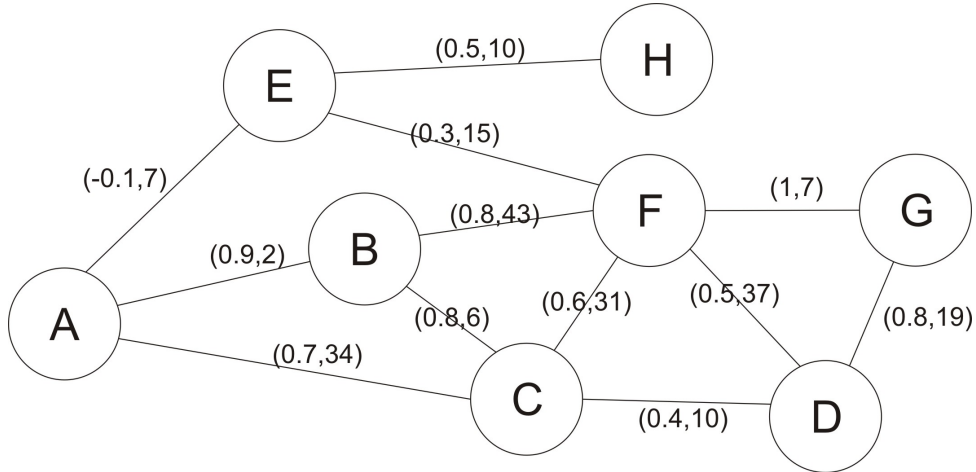 H
(0.5,10)
E
(0.3,15)
(-0.1,7)
(1,7)
F
G
(0.8,43)
B
(0.9,2)
(0.6,31)
(0.5,37)
(0.8,6)
(0.8,19)
A
(0.7,34)
C
D
(0.4,10)